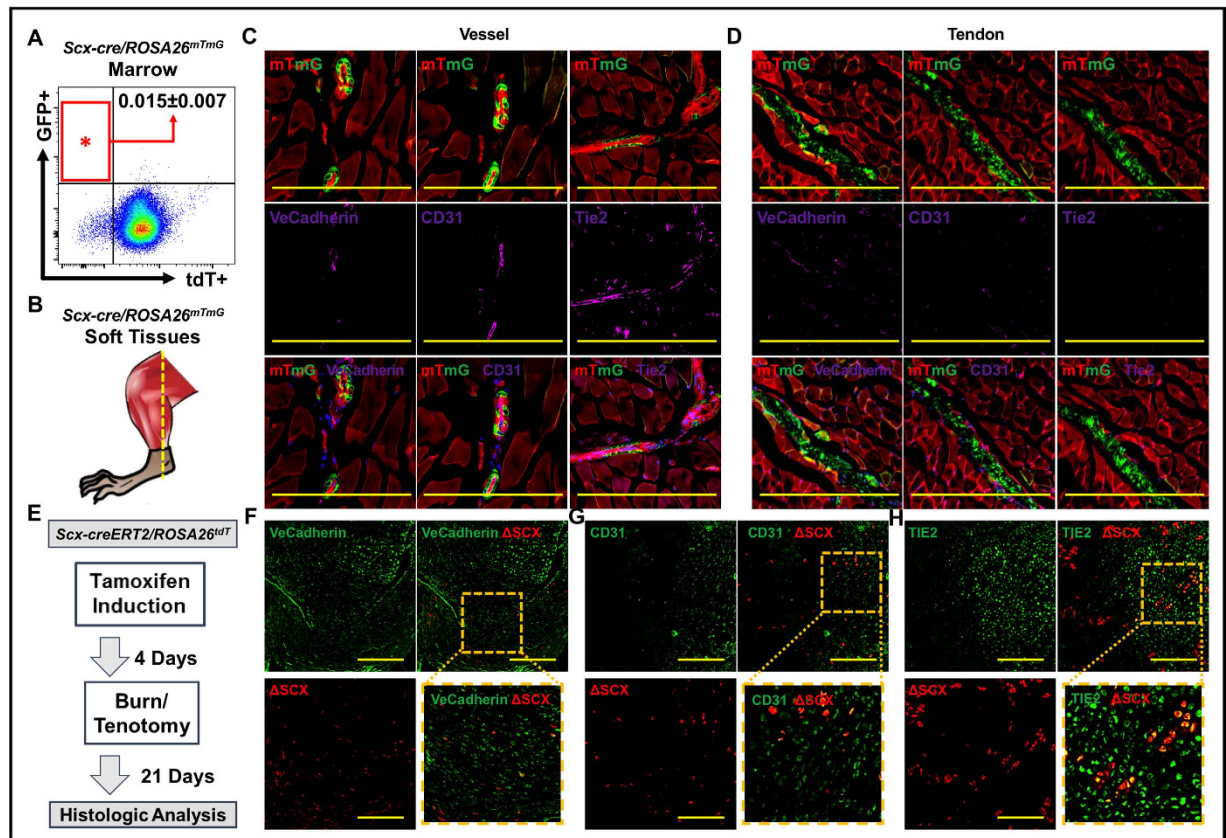 A
Scx-cre/ROSA26mTmG
Marrow
0.015±0.007
GFP+
*
tdT+
B
Scx-cre/ROSA26mTmG
Soft Tissues
C
Vessel
mTmG
mTmG
mTmG
VeCadherin
CD31
Tie2
mTmG VeCadherin
mTmG CD31
mTmG Tie2
D
Tendon
mTmG
mTmG
mTmG
VeCadherin
CD31
Tie2
mTmG VeCadherin
mTmG CD31
mTmG Tie2
E
Scx-creERT2/ROSA26tdT
Tamoxifen
Induction
4 Days
Burn/
Tenotomy
21 Days
Histologic Analysis
F
VeCadherin
VeCadherin ΔSCX
ΔSCX
VeCadherin ΔSCX
G
CD31
CD31 ΔSCX
ΔSCX
CD31 ΔSCX
H
TIE2
TIE2 ΔSCX
ΔSCX
TIE2 ΔSCX